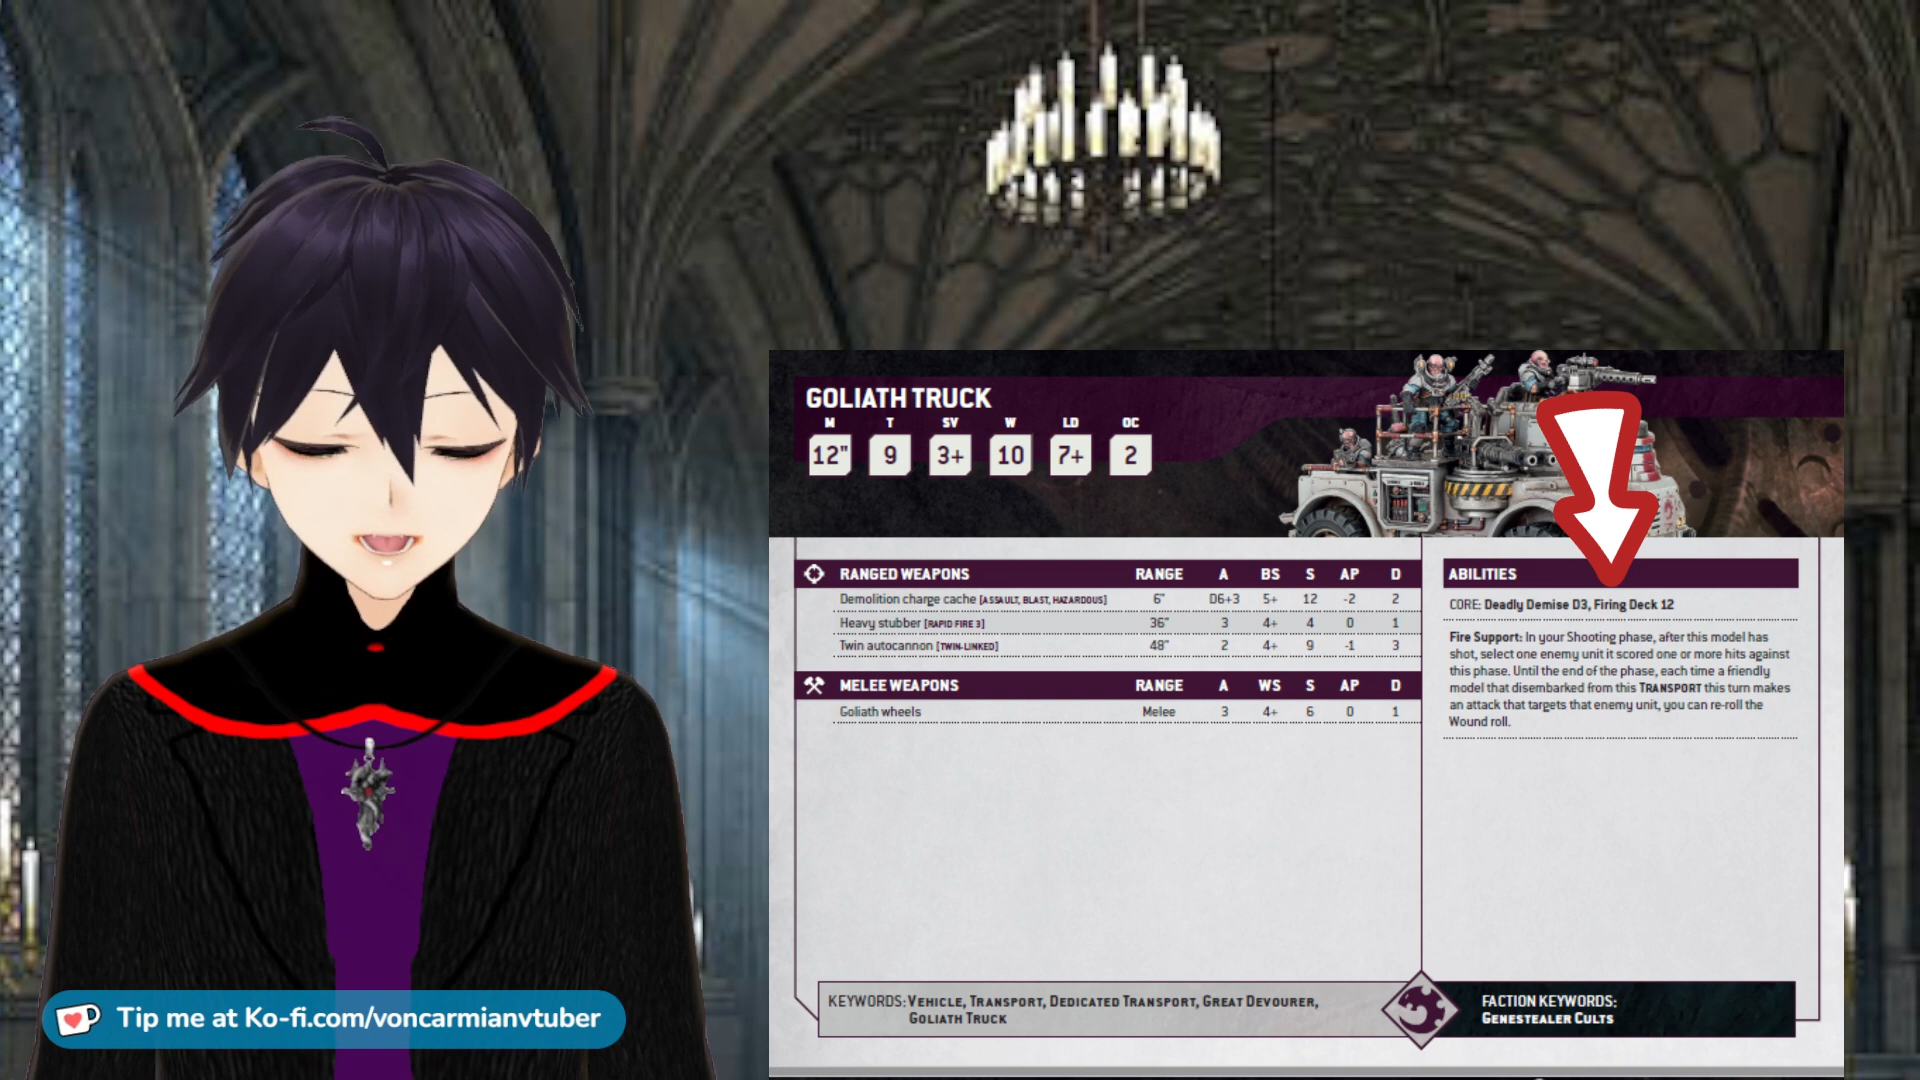 GOLIATH TRUCK
M T SV W LD OC
12" 9 3+ 10 7+ 2
RANGED WEAPONS RANGE A BS S AP D
Demolition charge cache [ASSAULT, BLAST, HAZARDOUS] 6" D6+3 5+ 12 -2 2
Heavy stubber [RAPID FIRE 3] 36" 3 4+ 4 0 1
Twin autocannon [TWIN-LINKED] 48" 2 4+ 9 -1 3
MELEE WEAPONS RANGE A WS S AP D
Goliath wheels Melee 3 4+ 6 0 1
ABILITIES
CORE: Deadly Demise D3, Firing Deck 12
Fire Support: In your Shooting phase, after this model has
shot, select one enemy unit it scored one or more hits against
this phase. Until the end of the phase, each time a friendly
model that disembarked from this TRANSPORT this turn makes
an attack that targets that enemy unit, you can re-roll the
Wound roll.
KEYWORDS: VEHICLE, TRANSPORT, DEDICATED TRANSPORT, GREAT DEVOURER,
GOLIATH TRUCK
FACTION KEYWORDS:
GENESTEALER CULTS
Tip me at Ko-fi.com/voncarmianvtuber